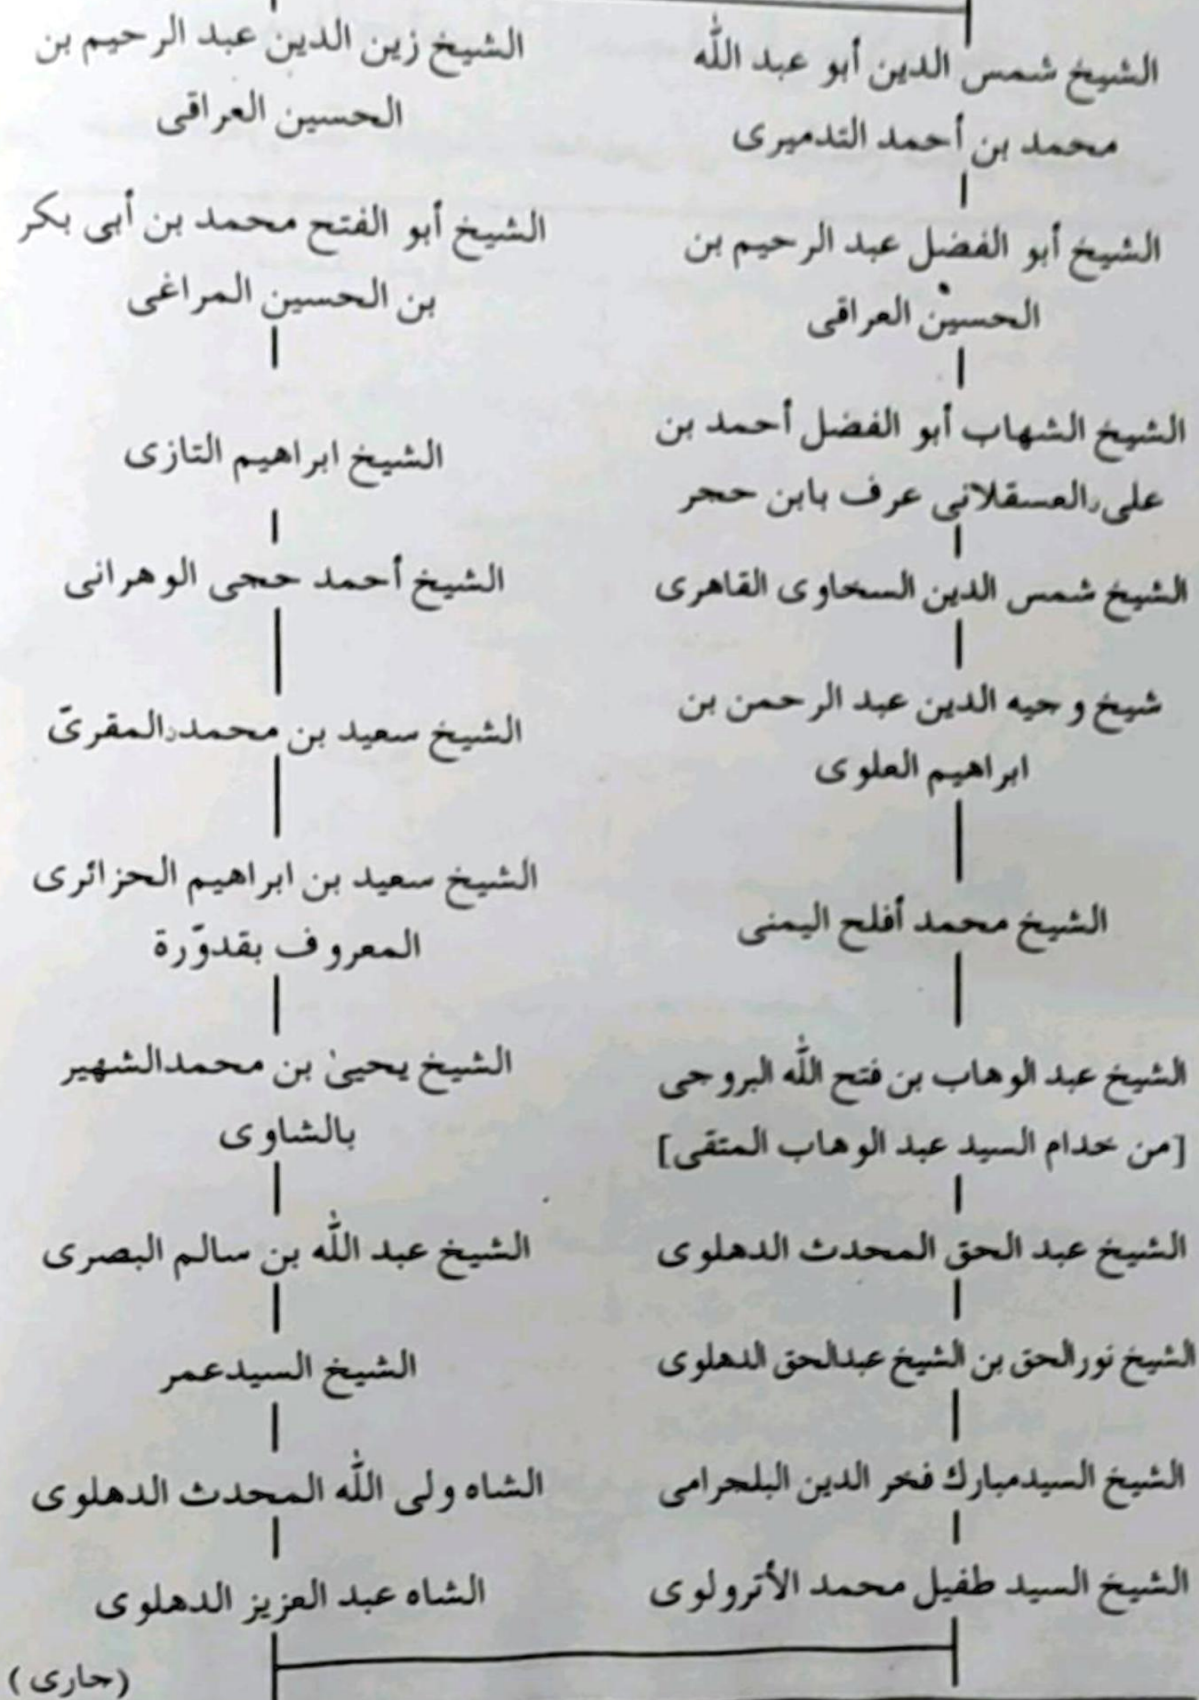 الشيخ شمس الدين أبو عبد الله
محمد بن أحمد التدميرى
الشيخ أبو الفضل عبد الرحيم بن
الحسين العراقى
الشيخ الشهاب أبو الفضل أحمد بن
على العسقلانى عرف بابن حجر
الشيخ شمس الدين السخاوى القاهرى
شيخ وحيه الدين عبد الرحمن بن
ابراهيم العلوى
الشيخ محمد أفلح اليمنى
الشيخ عبد الوهاب بن فتح الله البروجى
[من خدام السيد عبد الوهاب المتقى]
الشيخ عبد الحق المحدث الدهلوى
الشيخ نورالحق بن الشيخ عبدالحق الدهلوى
الشيخ السيدمبارك فخر الدين البلجرامى
الشيخ السيد طفيل محمد الأترولوى
الشيخ زين الدين عبد الرحيم بن
الحسين العراقى
الشيخ أبو الفتح محمد بن أبى بكر
بن الحسين المراغى
الشيخ ابراهيم التازى
الشيخ أحمد حجى الوهرانى
الشيخ سعيد بن محمد المقرىّ
الشيخ سعيد بن ابراهيم الحزائرى
المعروف بقدوّرة
الشيخ يحيىٰ بن محمدالشهير
بالشاوى
الشيخ عبد الله بن سالم البصرى
الشيخ السيدعمر
الشاه ولى الله المحدث الدهلوى
الشاه عبد العزيز الدهلوى
(حارى)